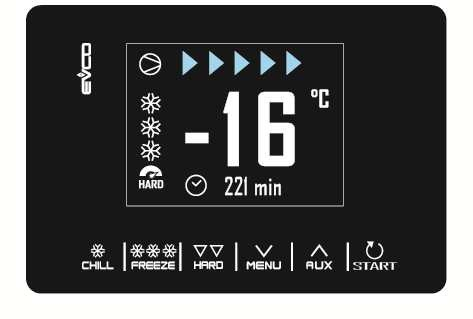 EVCO
-16 °C
HARD
221 min
CHILL FREEZE HARD MENU AUX START